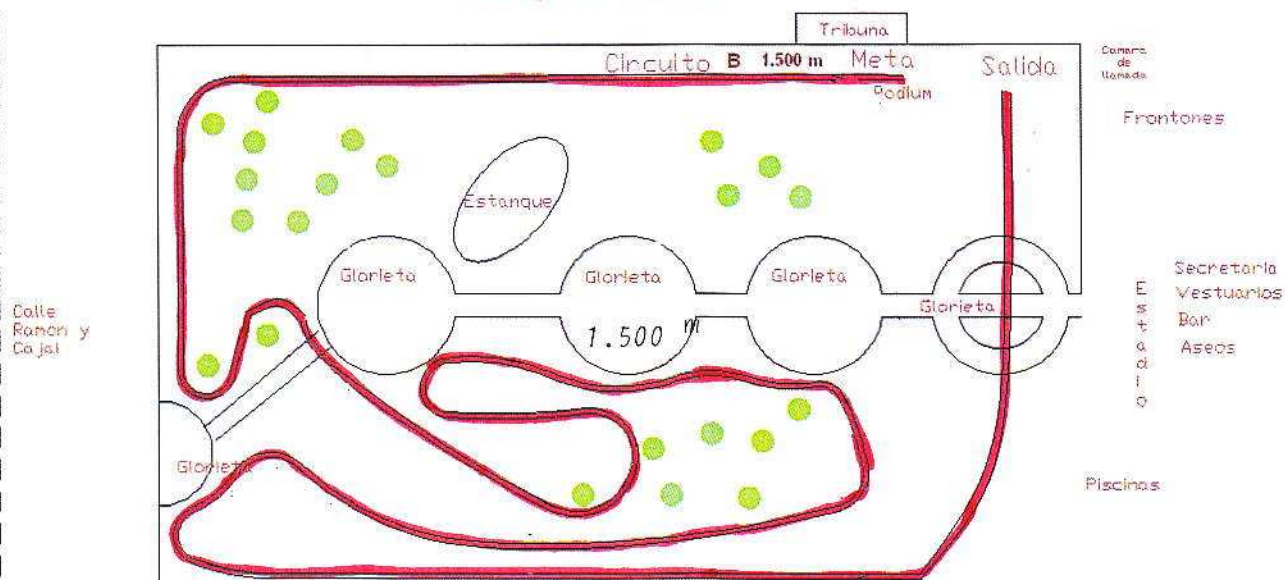 Tribuna
Circuito B 1.500 m Meta
Salida
Camara
de
llamada
Podium
Frontones
Estanque
Glorieta
Glorieta
Glorieta
Glorieta
1.500 m
Estadio
Secretaria
Vestuarios
Bar
Aseos
Calle
Ramon y
Cajal
Glorieta
Piscinas